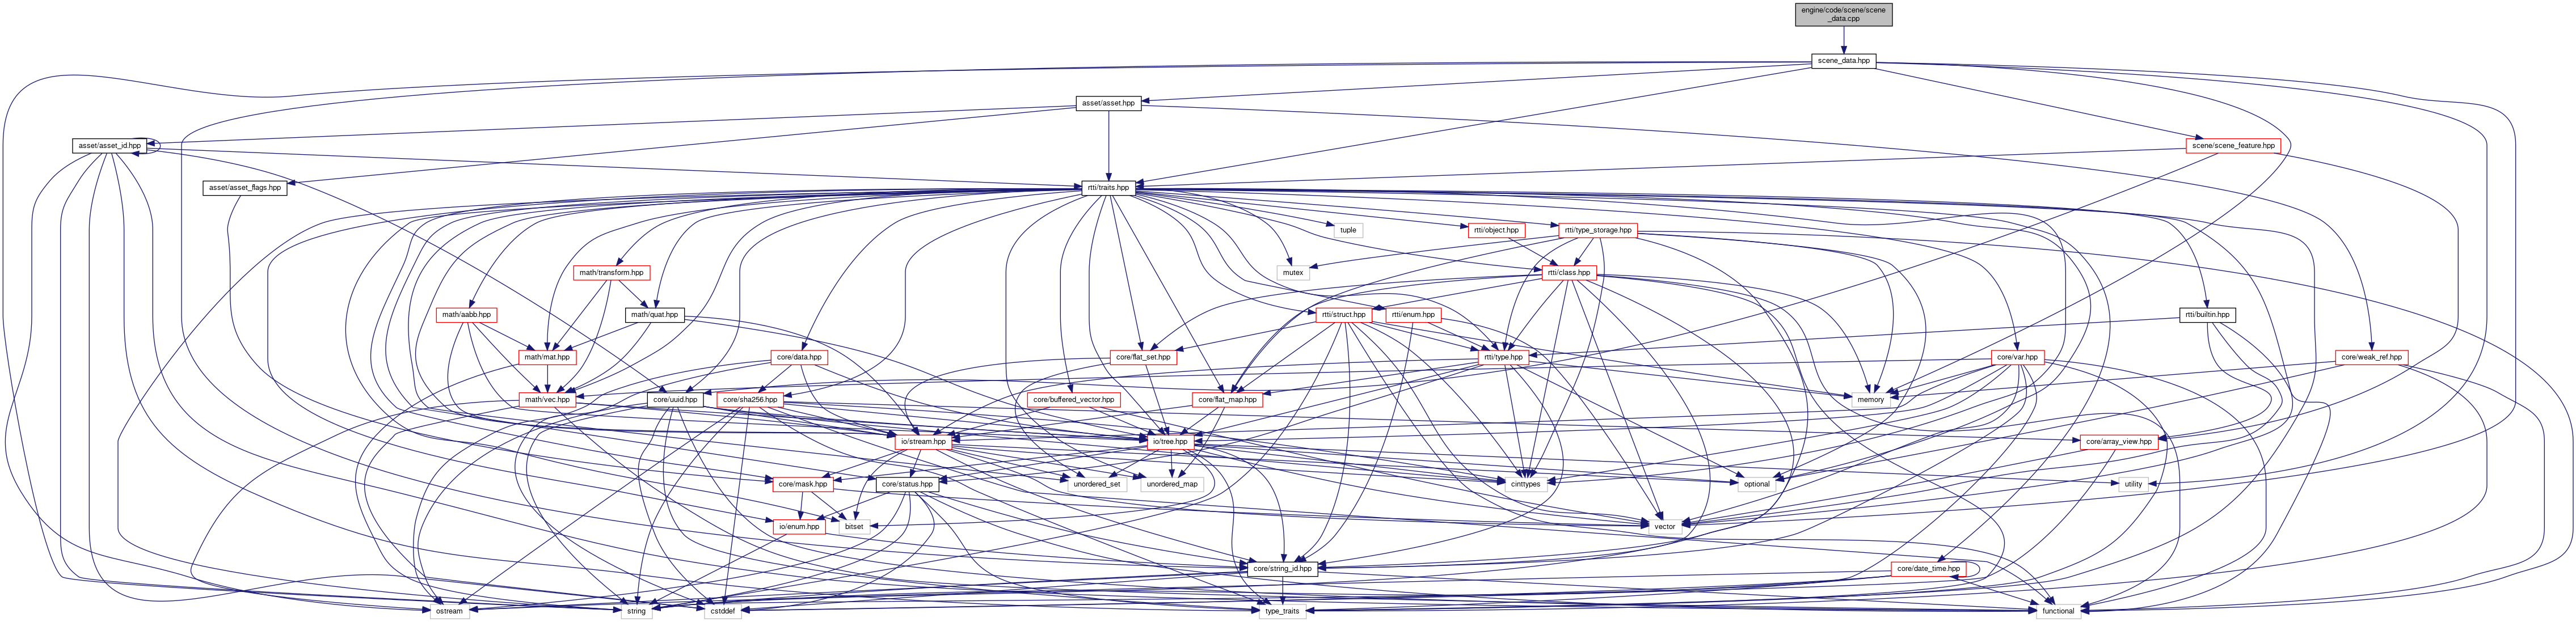 engine/code/scene/scene
_data.cpp
scene_data.hpp
asset/asset.hpp
asset/asset_id.hpp
scene/scene_feature.hpp
asset/asset_flags.hpp
rtti/traits.hpp
tuple
rtti/object.hpp
rtti/type_storage.hpp
math/transform.hpp
mutex
rtti/class.hpp
math/aabb.hpp
math/quat.hpp
rtti/struct.hpp
rtti/enum.hpp
rtti/builtin.hpp
math/mat.hpp
core/data.hpp
core/flat_set.hpp
rtti/type.hpp
core/var.hpp
core/weak_ref.hpp
math/vec.hpp
core/uuid.hpp
core/sha256.hpp
core/buffered_vector.hpp
core/flat_map.hpp
memory
io/stream.hpp
io/tree.hpp
core/array_view.hpp
core/mask.hpp
core/status.hpp
unordered_set
unordered_map
cinttypes
optional
utility
io/enum.hpp
bitset
vector
core/string_id.hpp
core/date_time.hpp
ostream
string
cstddef
type_traits
functional